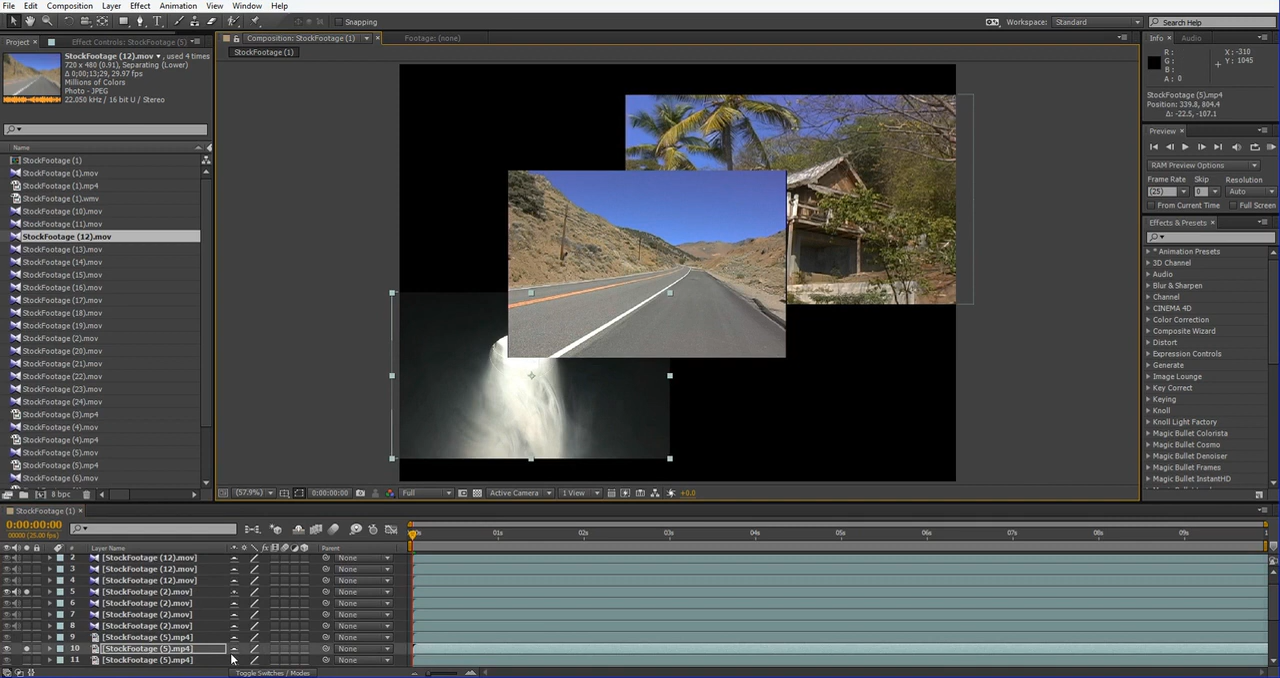 File Edit Composition Layer Effect Animation View Window Help
Snapping
Workspace: Standard
Search Help
Project × Effect Controls: StockFootage (5)
StockFootage (12).mov ▼, used 4 times
720 x 480 (0.91), Separating (Lower)
Δ 0;00;13;29, 29.97 fps
Millions of Colors
Photo - JPEG
22.050 kHz / 16 bit U / Stereo
Name
StockFootage (1)
StockFootage (1).mov
StockFootage (1).mp4
StockFootage (1).wmv
StockFootage (10).mov
StockFootage (11).mov
StockFootage (12).mov
StockFootage (13).mov
StockFootage (14).mov
StockFootage (15).mov
StockFootage (16).mov
StockFootage (17).mov
StockFootage (18).mov
StockFootage (19).mov
StockFootage (2).mov
StockFootage (20).mov
StockFootage (21).mov
StockFootage (22).mov
StockFootage (23).mov
StockFootage (24).mov
StockFootage (3).mp4
StockFootage (4).mov
StockFootage (4).mp4
StockFootage (5).mov
StockFootage (5).mp4
StockFootage (6).mov
8 bpc
Composition: StockFootage (1) × Footage: (none)
StockFootage (1)
(57.9%) 0:00:00:00 Full Active Camera 1 View +0.0
Info × Audio
R : X : -310
G : Y : 1045
B :
A : 0
StockFootage (5).mp4
Position: 339.8, 804.4
Δ: -22.5, -107.1
Preview ×
RAM Preview Options
Frame Rate Skip Resolution
(25) 0 Auto
From Current Time Full Screen
Effects & Presets ×
* Animation Presets
3D Channel
Audio
Blur & Sharpen
Channel
CINEMA 4D
Color Correction
Composite Wizard
Distort
Expression Controls
Generate
Image Lounge
Key Correct
Keying
Knoll
Knoll Light Factory
Magic Bullet Colorista
Magic Bullet Cosmo
Magic Bullet Denoiser
Magic Bullet Frames
Magic Bullet InstantHD
StockFootage (1) ×
0:00:00:00
00000 (25.00 fps)
01s 02s 03s 04s 05s 06s 07s 08s 09s
# Layer Name fx Parent
2 [StockFootage (12).mov] None
3 [StockFootage (12).mov] None
4 [StockFootage (12).mov] None
5 [StockFootage (2).mov] None
6 [StockFootage (2).mov] None
7 [StockFootage (2).mov] None
8 [StockFootage (2).mov] None
9 [StockFootage (5).mp4] None
10 [StockFootage (5).mp4] None
11 [StockFootage (5).mp4] None
Toggle Switches / Modes